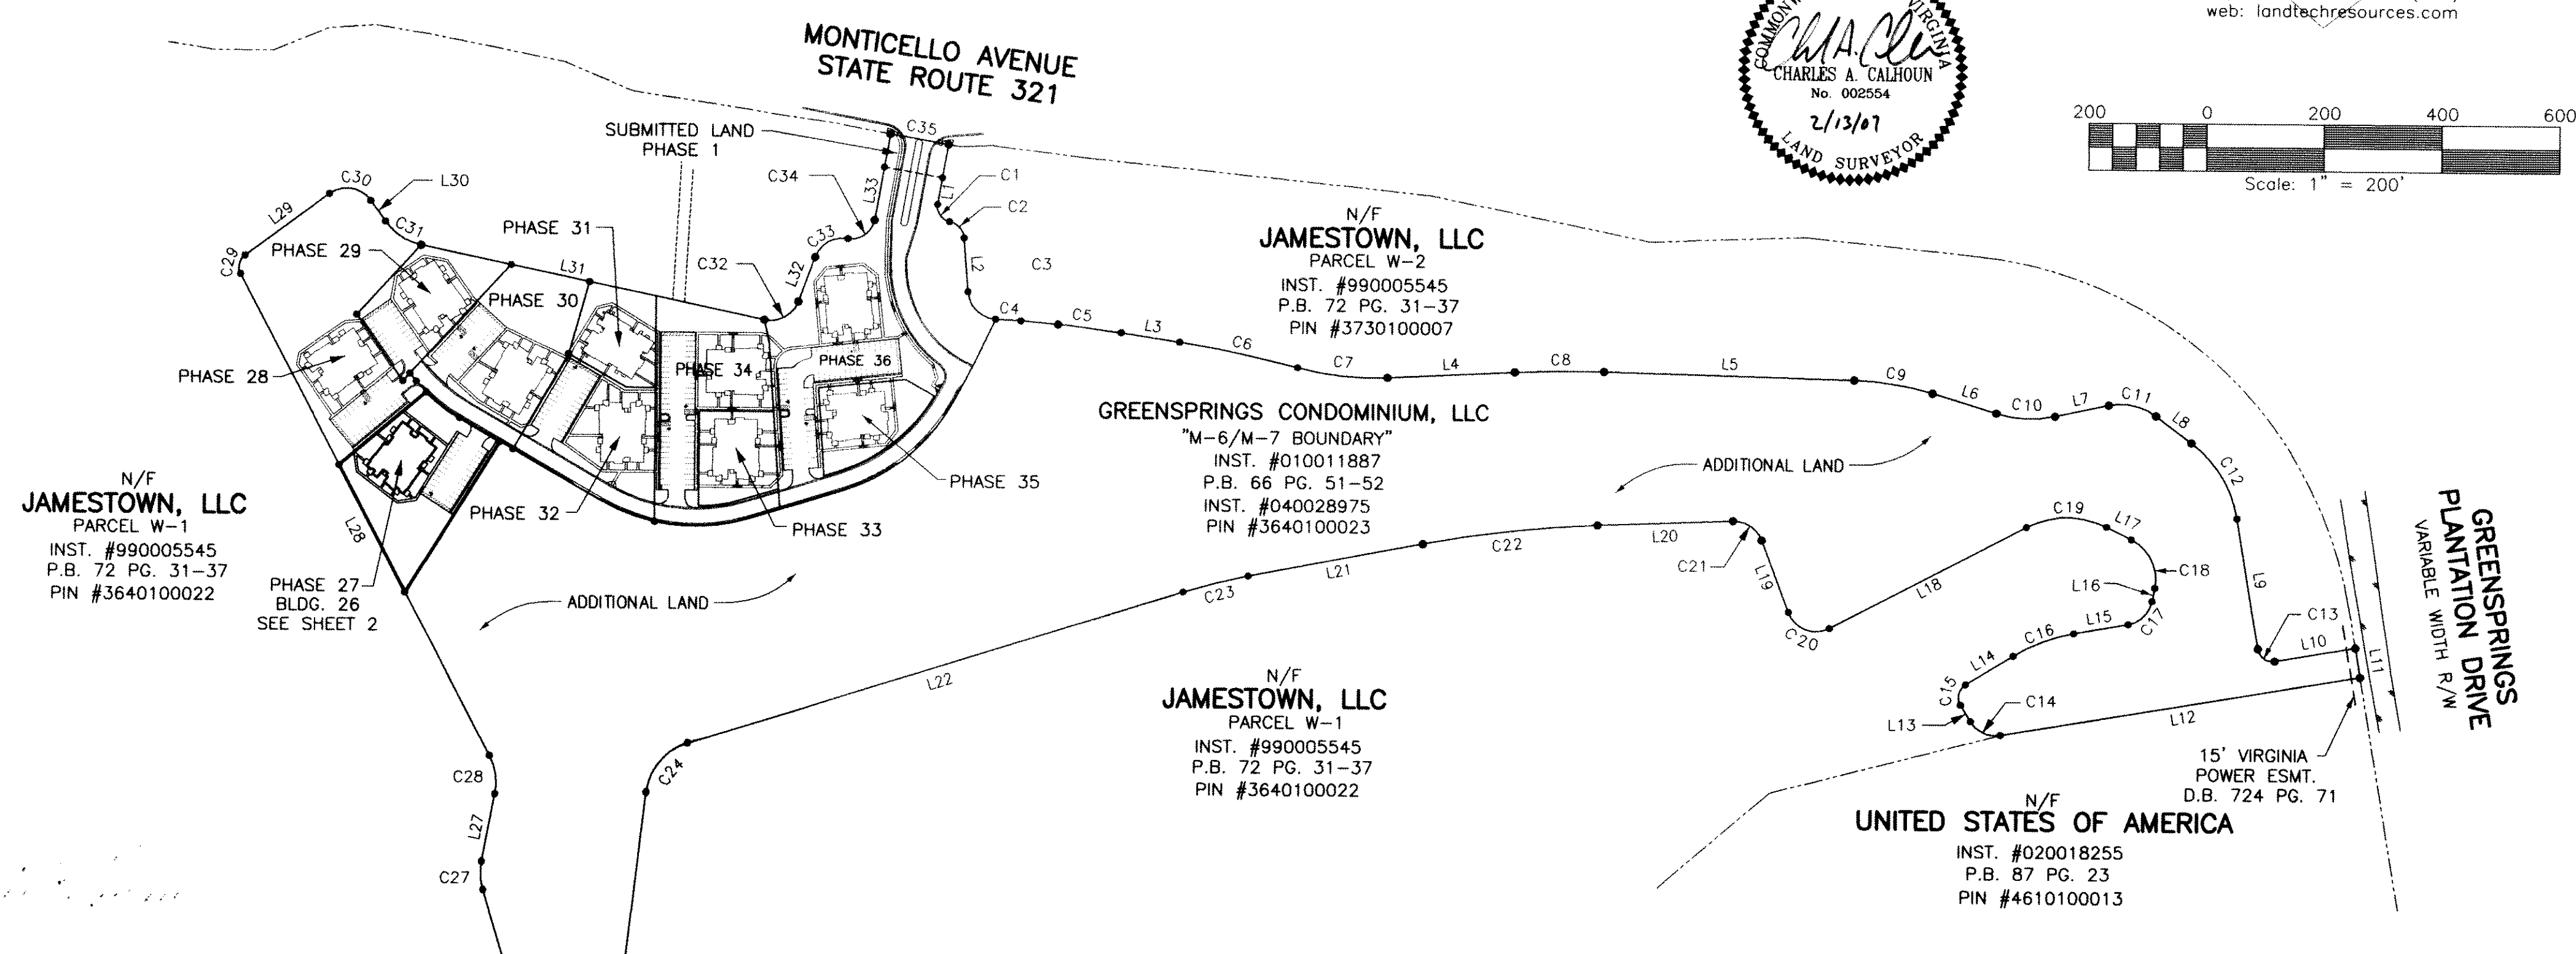 web: landtechresources.com
VIRGINIA
CHARLES A. CALHOUN
No. 002554
2/13/07
LAND SURVEYOR
200 0 200 400 600
Scale: 1" = 200'
MONTICELLO AVENUE
STATE ROUTE 321
SUBMITTED LAND
PHASE 1
C35
C34
L33
L1
C1
C2
C30
L30
L29
C31
C29
PHASE 29
PHASE 31
C33
C32
L32
L31
L2
C3
PHASE 30
C4
C5
L3
C6
C7
L4
C8
L5
C9
L6
C10
L7
C11
L8
C12
PHASE 28
PHASE 34
PHASE 36
PHASE 35
PHASE 32
PHASE 33
PHASE 27
BLDG. 26
SEE SHEET 2
L28
N/F
JAMESTOWN, LLC
PARCEL W-2
INST. #990005545
P.B. 72 PG. 31-37
PIN #3730100007
GREENSPRINGS CONDOMINIUM, LLC
"M-6/M-7 BOUNDARY"
INST. #010011887
P.B. 66 PG. 51-52
INST. #040028975
PIN #3640100023
ADDITIONAL LAND
N/F
JAMESTOWN, LLC
PARCEL W-1
INST. #990005545
P.B. 72 PG. 31-37
PIN #3640100022
ADDITIONAL LAND
C19
L17
C18
L16
C17
L15
C16
L14
C15
L13
C14
L12
L9
C13
L10
L11
L18
C20
L19
C21
L20
C22
L21
C23
L22
C24
C28
L27
C27
GREENSPRINGS
PLANTATION DRIVE
VARIABLE WIDTH R/W
N/F
JAMESTOWN, LLC
PARCEL W-1
INST. #990005545
P.B. 72 PG. 31-37
PIN #3640100022
15' VIRGINIA
POWER ESMT.
D.B. 724 PG. 71
N/F
UNITED STATES OF AMERICA
INST. #020018255
P.B. 87 PG. 23
PIN #4610100013